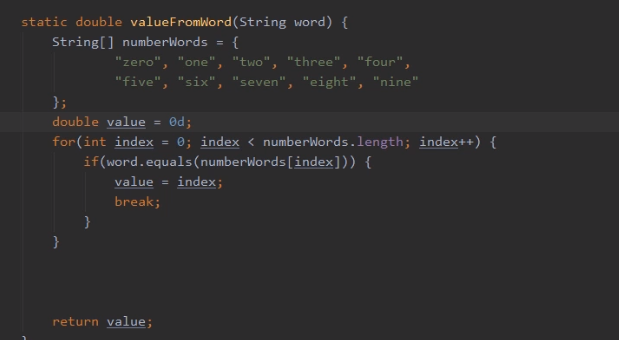 static double valueFromWord(String word) {
    String[] numberWords = {
            "zero", "one", "two", "three", "four",
            "five", "six", "seven", "eight", "nine"
    };
    double value = 0d;
    for(int index = 0; index < numberWords.length; index++) {
        if(word.equals(numberWords[index])) {
            value = index;
            break;
        }
    }
    return value;
}